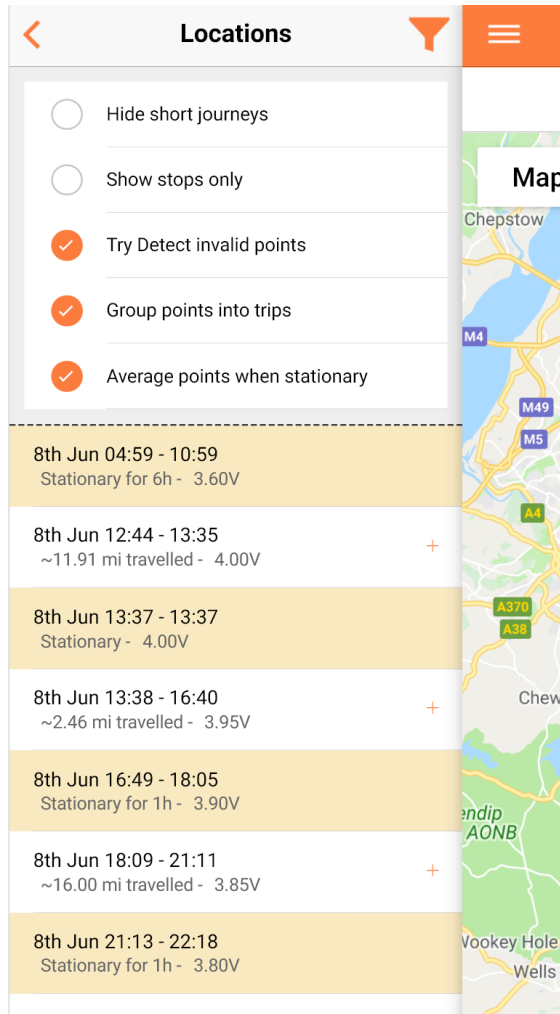 Locations
Hide short journeys
Show stops only
Try Detect invalid points
Group points into trips
Average points when stationary
8th Jun 04:59 - 10:59
Stationary for 6h - 3.60V
8th Jun 12:44 - 13:35
~11.91 mi travelled - 4.00V
+
8th Jun 13:37 - 13:37
Stationary - 4.00V
8th Jun 13:38 - 16:40
~2.46 mi travelled - 3.95V
+
8th Jun 16:49 - 18:05
Stationary for 1h - 3.90V
8th Jun 18:09 - 21:11
~16.00 mi travelled - 3.85V
+
8th Jun 21:13 - 22:18
Stationary for 1h - 3.80V
Map
Chepstow
M4
M49
M5
A4
A370
A38
Chew
endip
AONB
Wookey Hole
Wells